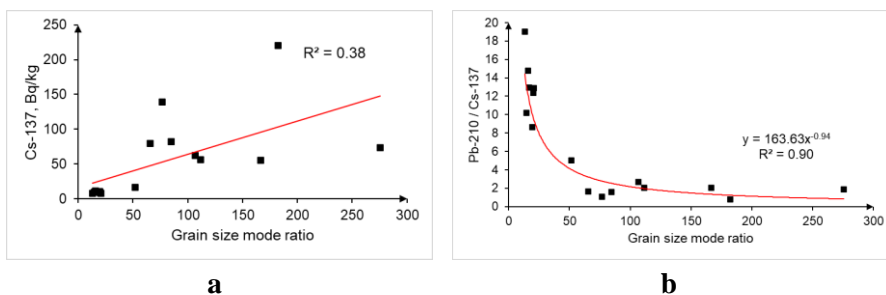 250
200
150
100
50
0
Cs-137, Bq/kg
R² = 0.38
0 50 100 150 200 250 300
Grain size mode ratio
a
20
18
16
14
12
10
8
6
4
2
0
Pb-210 / Cs-137
y = 163.63x^-0.94
R² = 0.90
0 50 100 150 200 250 300
Grain size mode ratio
b